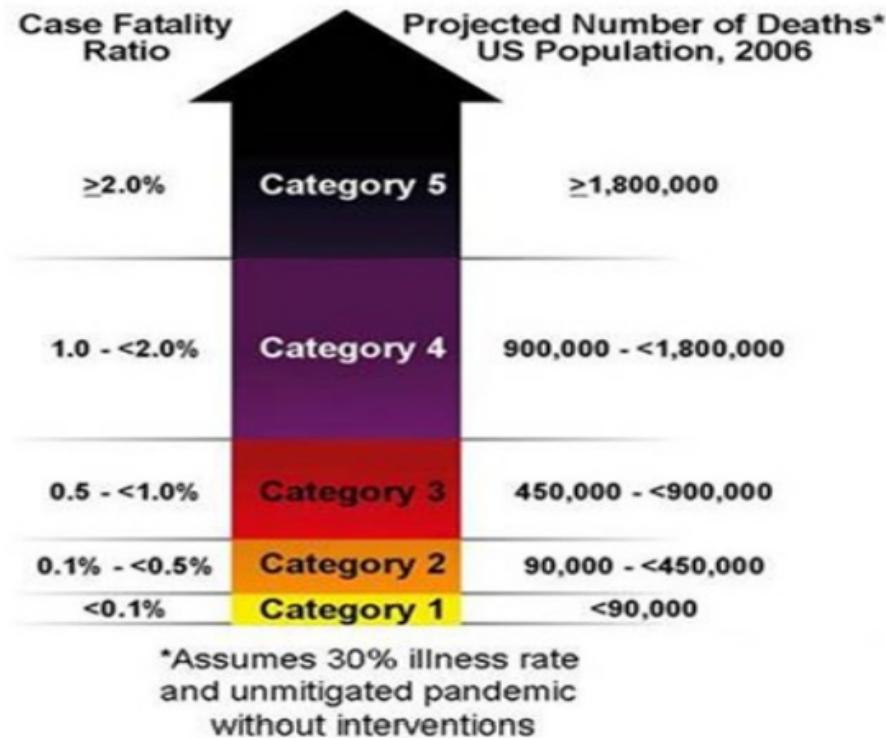 Case Fatality
Ratio
Projected Number of Deaths*
US Population, 2006
≥2.0% Category 5 ≥1,800,000
1.0 - <2.0% Category 4 900,000 - <1,800,000
0.5 - <1.0% Category 3 450,000 - <900,000
0.1% - <0.5% Category 2 90,000 - <450,000
<0.1% Category 1 <90,000
*Assumes 30% illness rate
and unmitigated pandemic
without interventions